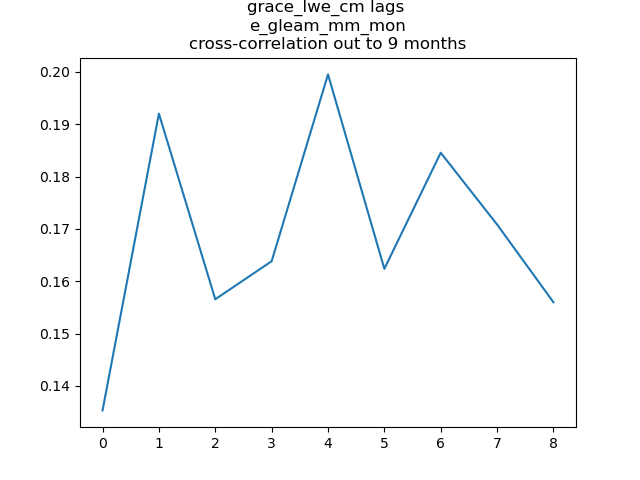 grace_lwe_cm lags
e_gleam_mm_mon
cross-correlation out to 9 months
0.20
0.19
0.18
0.17
0.16
0.15
0.14
0 1 2 3 4 5 6 7 8